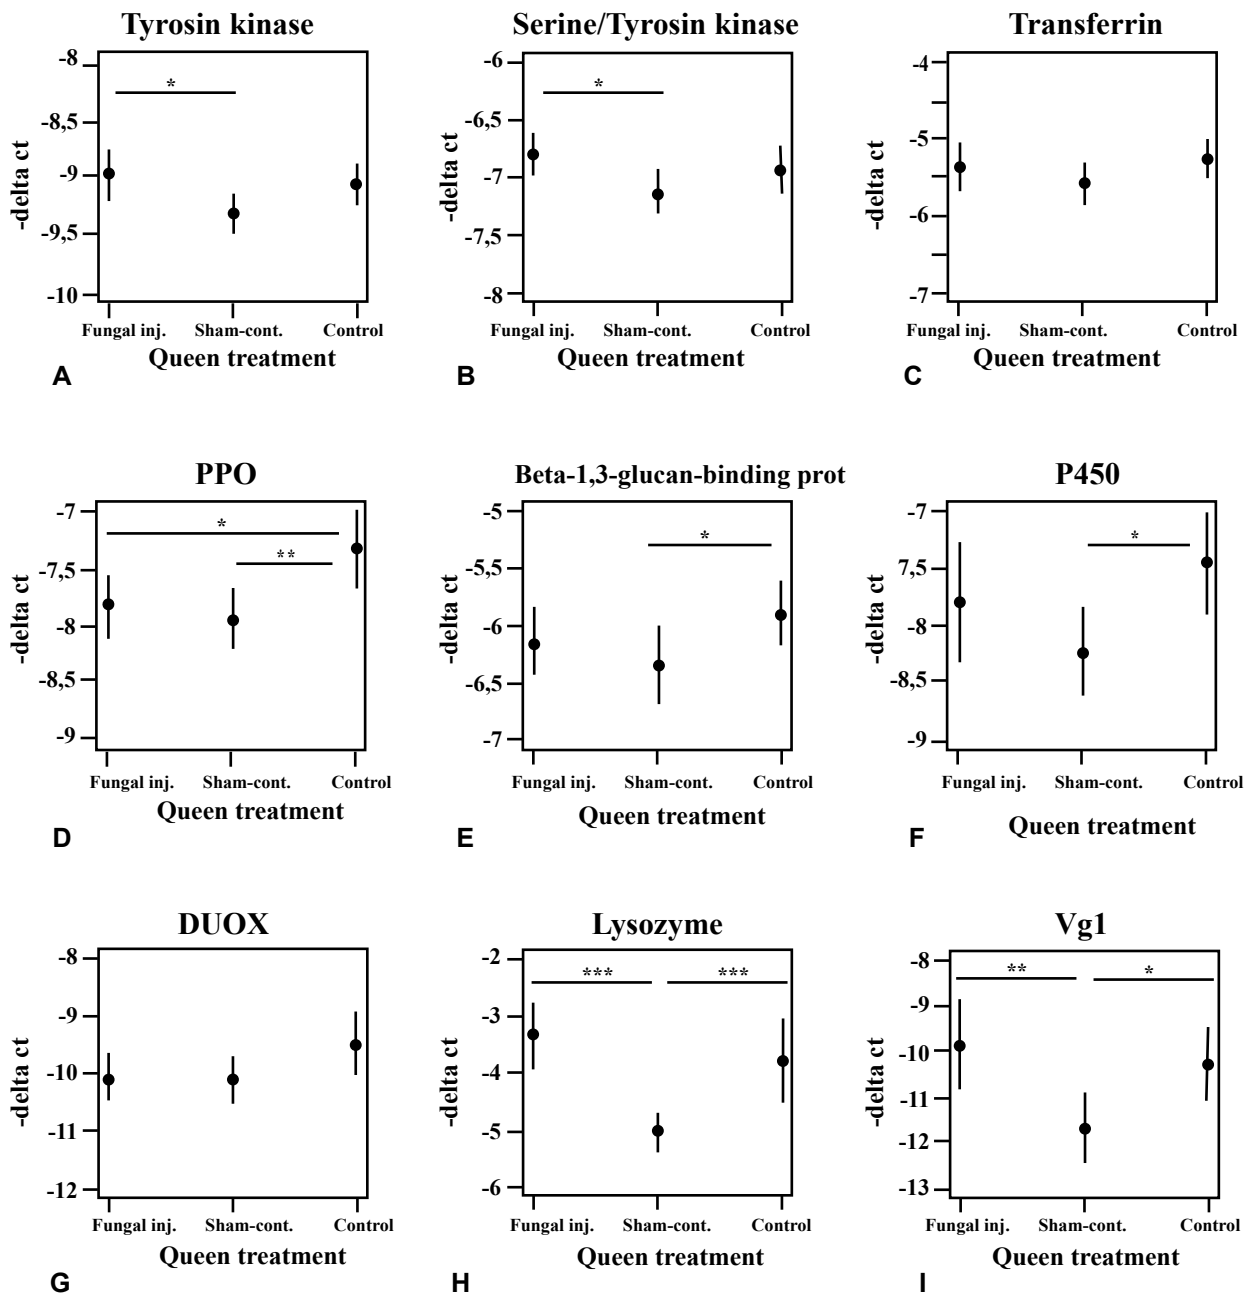 Tyrosin kinase
-8
-8,5
-9
-9,5
-10
-delta ct
*
Fungal inj. Sham-cont. Control
Queen treatment
A
Serine/Tyrosin kinase
-6
-6,5
-7
-7,5
-8
-delta ct
*
Fungal inj. Sham-cont. Control
Queen treatment
B
Transferrin
-4
-5
-6
-7
-delta ct
Fungal inj. Sham-cont. Control
Queen treatment
C
PPO
-7
-7,5
-8
-8,5
-9
-delta ct
*
**
Fungal inj. Sham-cont. Control
Queen treatment
D
Beta-1,3-glucan-binding prot
-5
-5,5
-6
-6,5
-7
-delta ct
*
Fungal inj. Sham-cont. Control
Queen treatment
E
P450
-7
7,5
-8
-8,5
-9
-delta ct
*
Fungal inj. Sham-cont. Control
Queen treatment
F
DUOX
-8
-9
-10
-11
-12
-delta ct
Fungal inj. Sham-cont. Control
Queen treatment
G
Lysozyme
-2
-3
-4
-5
-6
-delta ct
*** ***
Fungal inj. Sham-cont. Control
Queen treatment
H
Vg1
-8
-9
-10
-11
-12
-13
-delta ct
** *
Fungal inj. Sham-cont. Control
Queen treatment
I